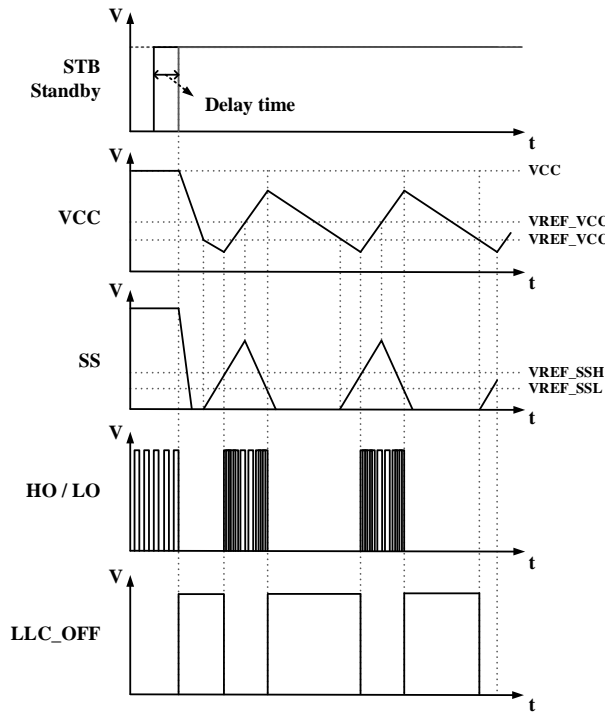 V
STB
Standby
Delay time
t
V
VCC
VCC
VREF_VCC
VREF_VCC
t
V
SS
VREF_SSH
VREF_SSL
t
V
HO / LO
t
V
LLC_OFF
t